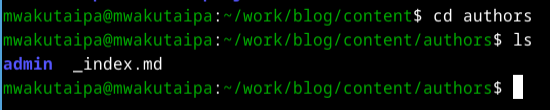 mwakutaipa@mwakutaipa:~/work/blog/content$ cd authors
mwakutaipa@mwakutaipa:~/work/blog/content/authors$ ls
admin  _index.md
mwakutaipa@mwakutaipa:~/work/blog/content/authors$